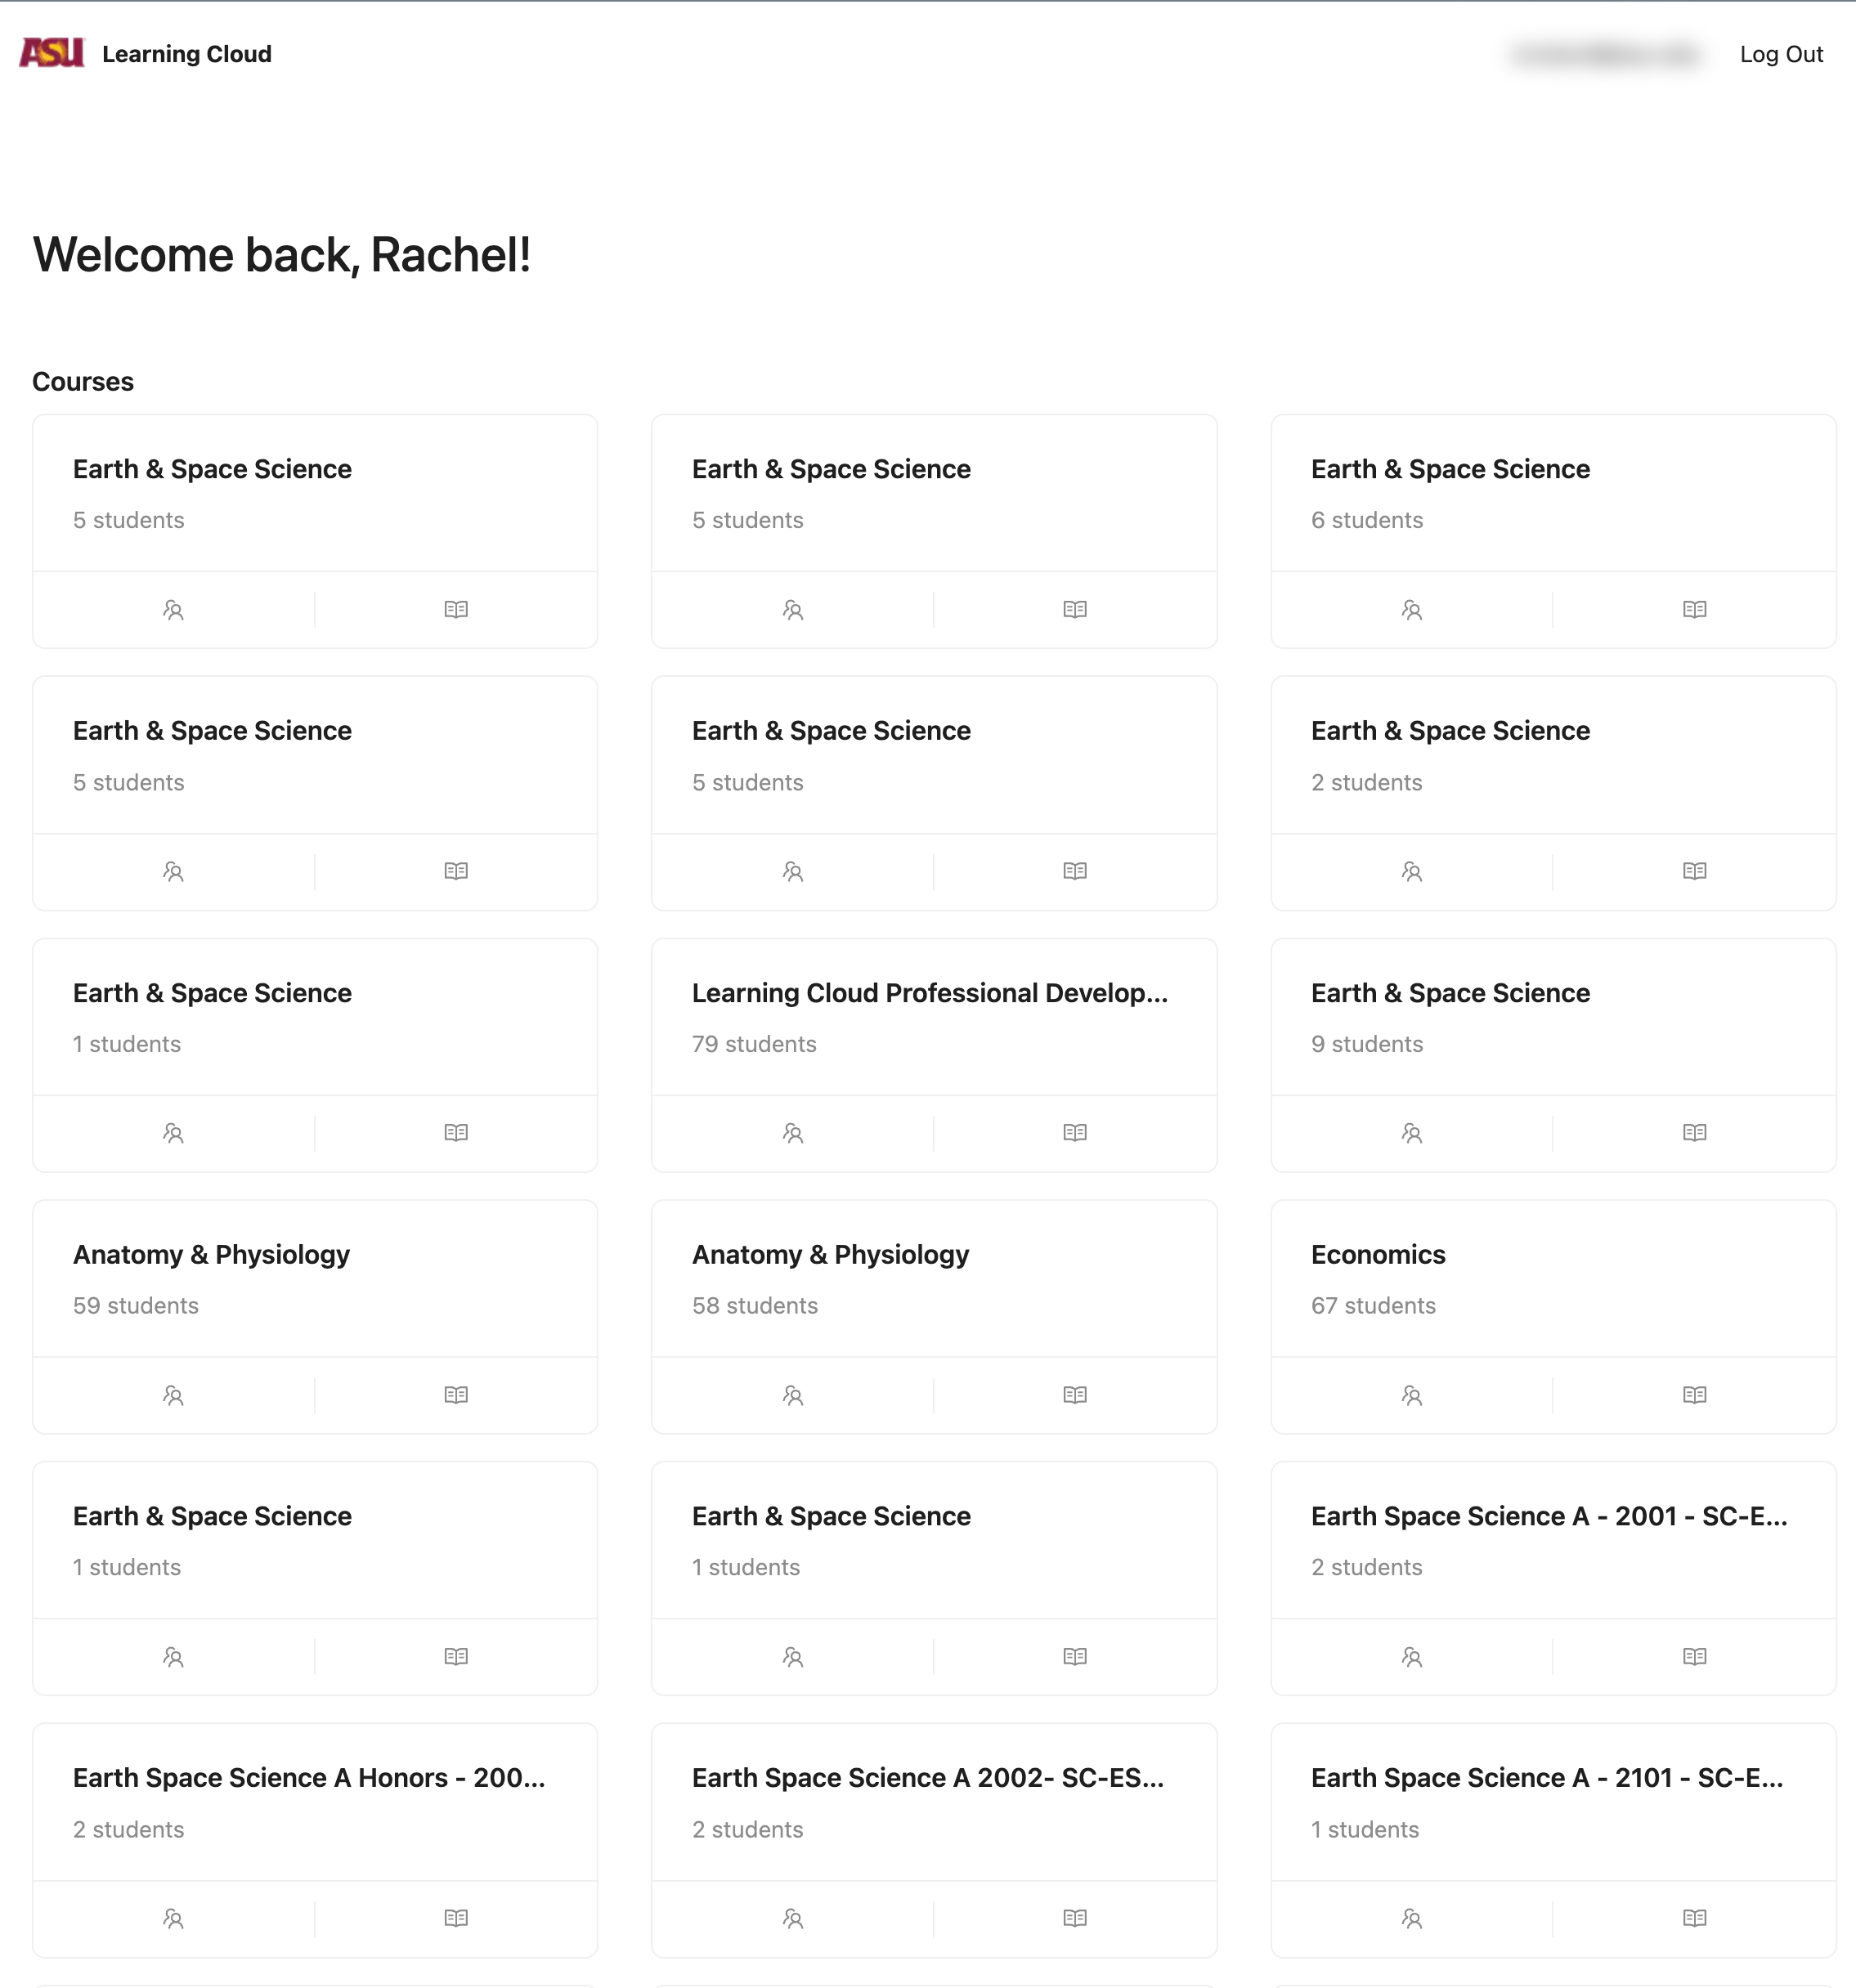 ASU Learning Cloud
Log Out
Welcome back, Rachel!
Courses
Earth & Space Science
5 students
Earth & Space Science
5 students
Earth & Space Science
6 students
Earth & Space Science
5 students
Earth & Space Science
5 students
Earth & Space Science
2 students
Earth & Space Science
1 students
Learning Cloud Professional Develop...
79 students
Earth & Space Science
9 students
Anatomy & Physiology
59 students
Anatomy & Physiology
58 students
Economics
67 students
Earth & Space Science
1 students
Earth & Space Science
1 students
Earth Space Science A - 2001 - SC-E...
2 students
Earth Space Science A Honors - 200...
2 students
Earth Space Science A 2002- SC-ES...
2 students
Earth Space Science A - 2101 - SC-E...
1 students